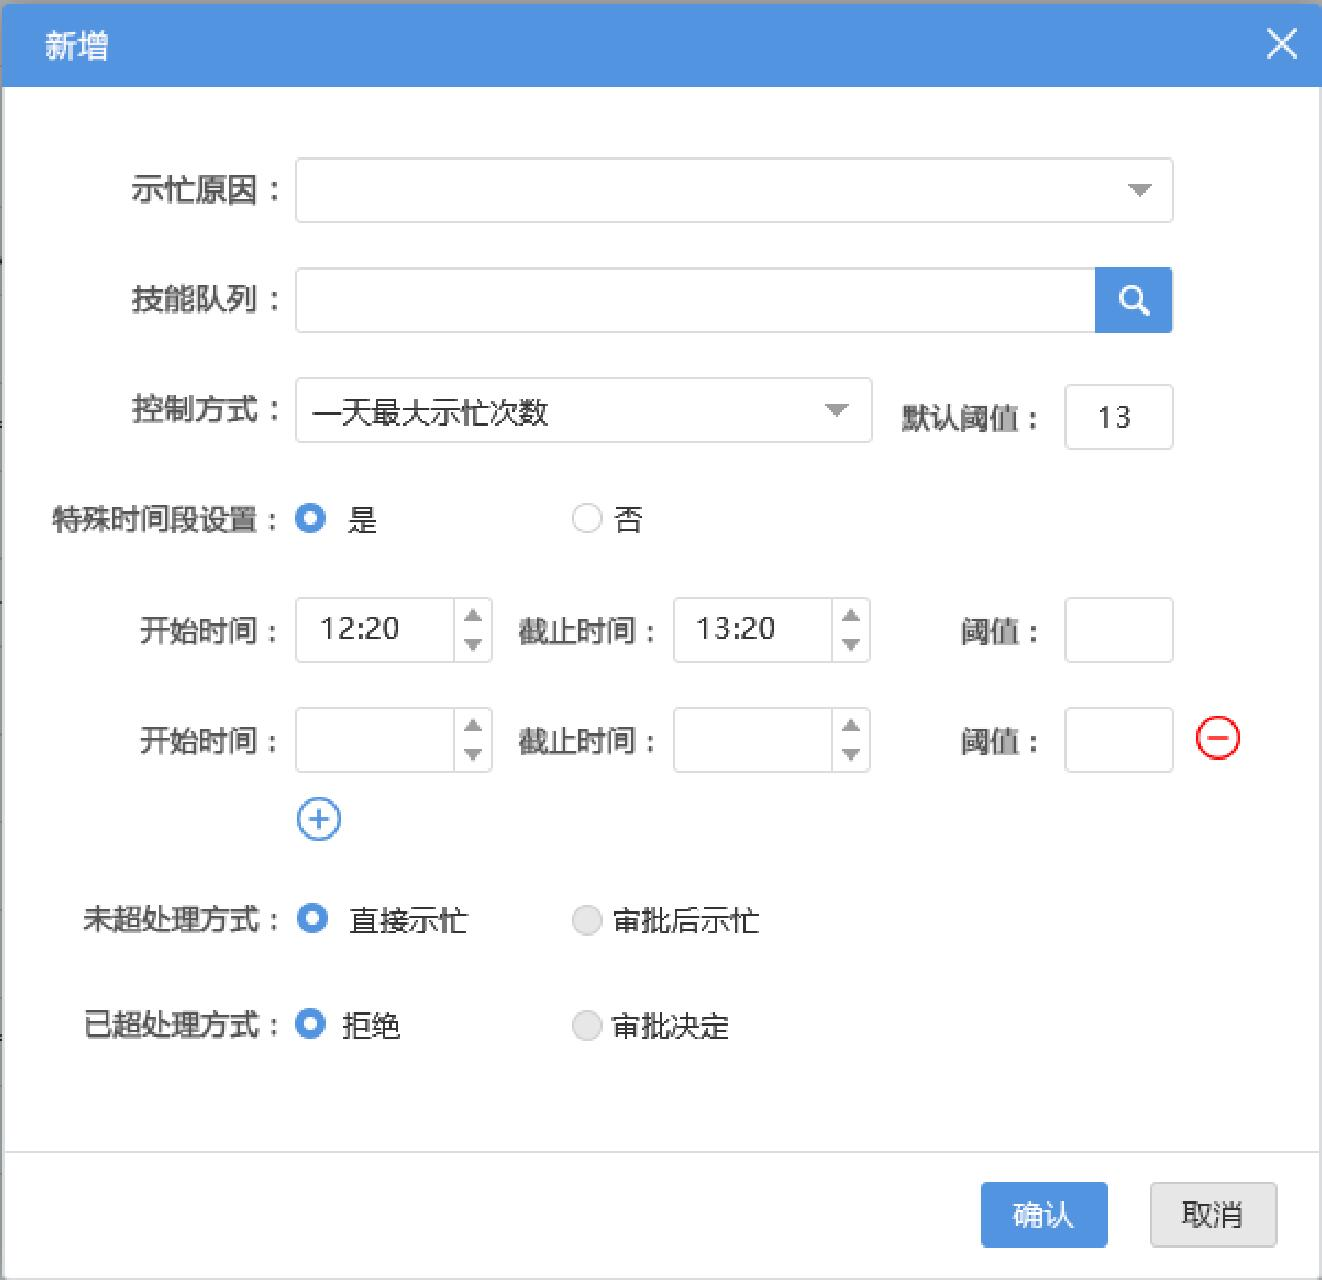 新增
示忙原因：
技能队列：
控制方式： 一天最大示忙次数 默认阈值： 13
特殊时间段设置： 是 否
开始时间： 12:20 截止时间： 13:20 阈值：
开始时间： 截止时间： 阈值：
未超处理方式： 直接示忙 审批后示忙
已超处理方式： 拒绝 审批决定
确认 取消